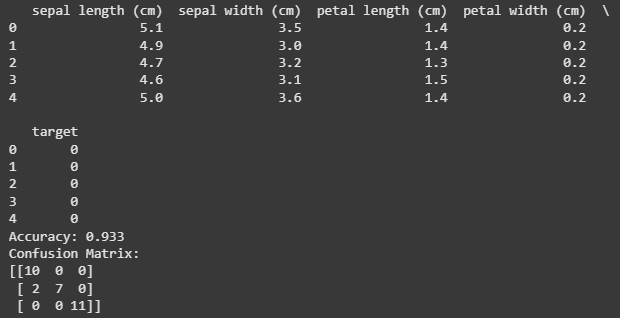 sepal length (cm)  sepal width (cm)  petal length (cm)  petal width (cm)  \
0                5.1               3.5                1.4               0.2
1                4.9               3.0                1.4               0.2
2                4.7               3.2                1.3               0.2
3                4.6               3.1                1.5               0.2
4                5.0               3.6                1.4               0.2

   target
0       0
1       0
2       0
3       0
4       0
Accuracy: 0.933
Confusion Matrix:
[[10  0  0]
 [ 2  7  0]
 [ 0  0 11]]